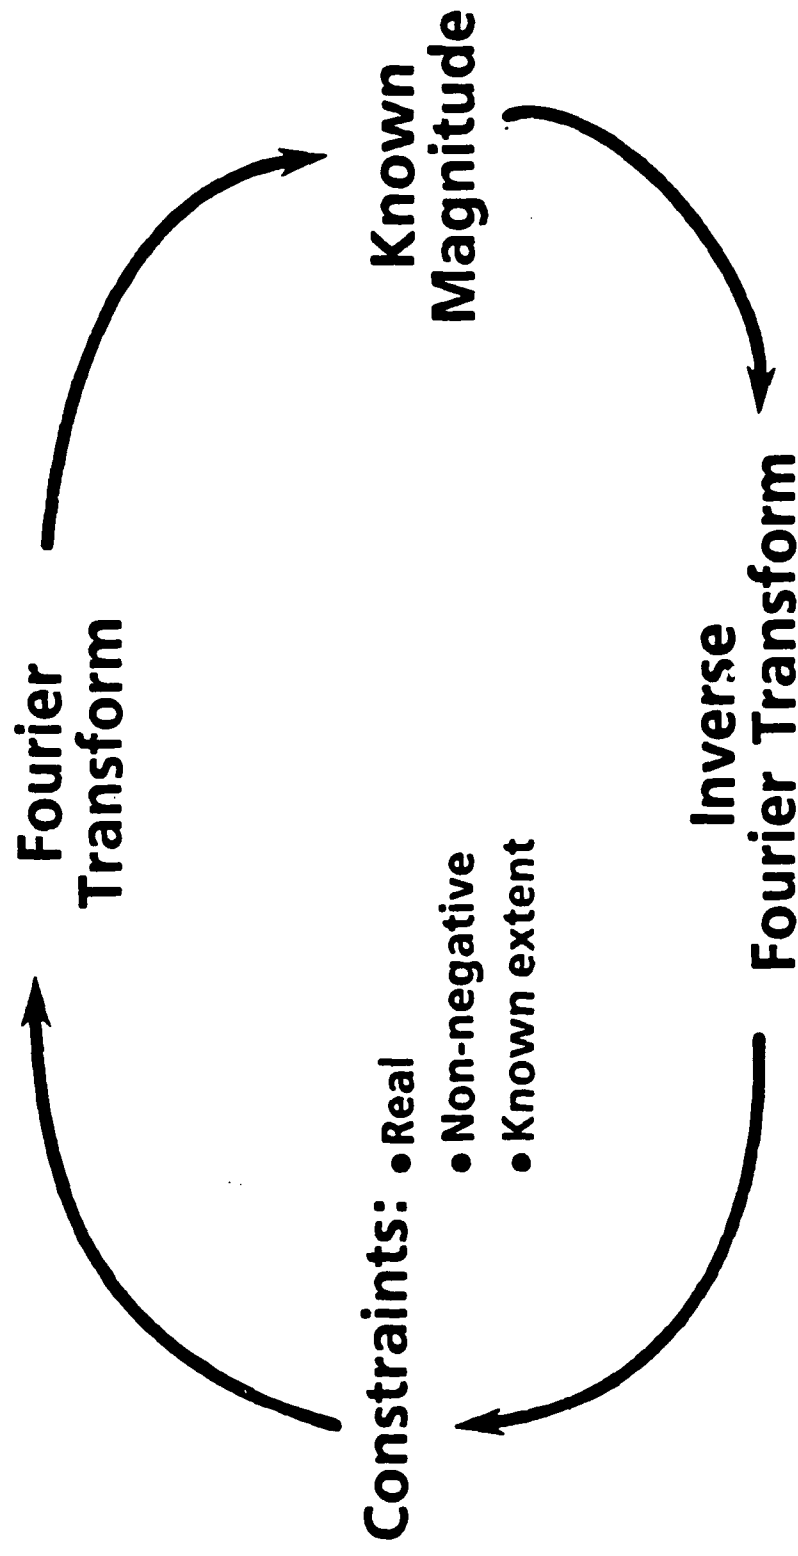 Fourier
Transform
Known
Magnitude
Constraints: •Real
•Non-negative
•Known extent
Inverse
Fourier Transform